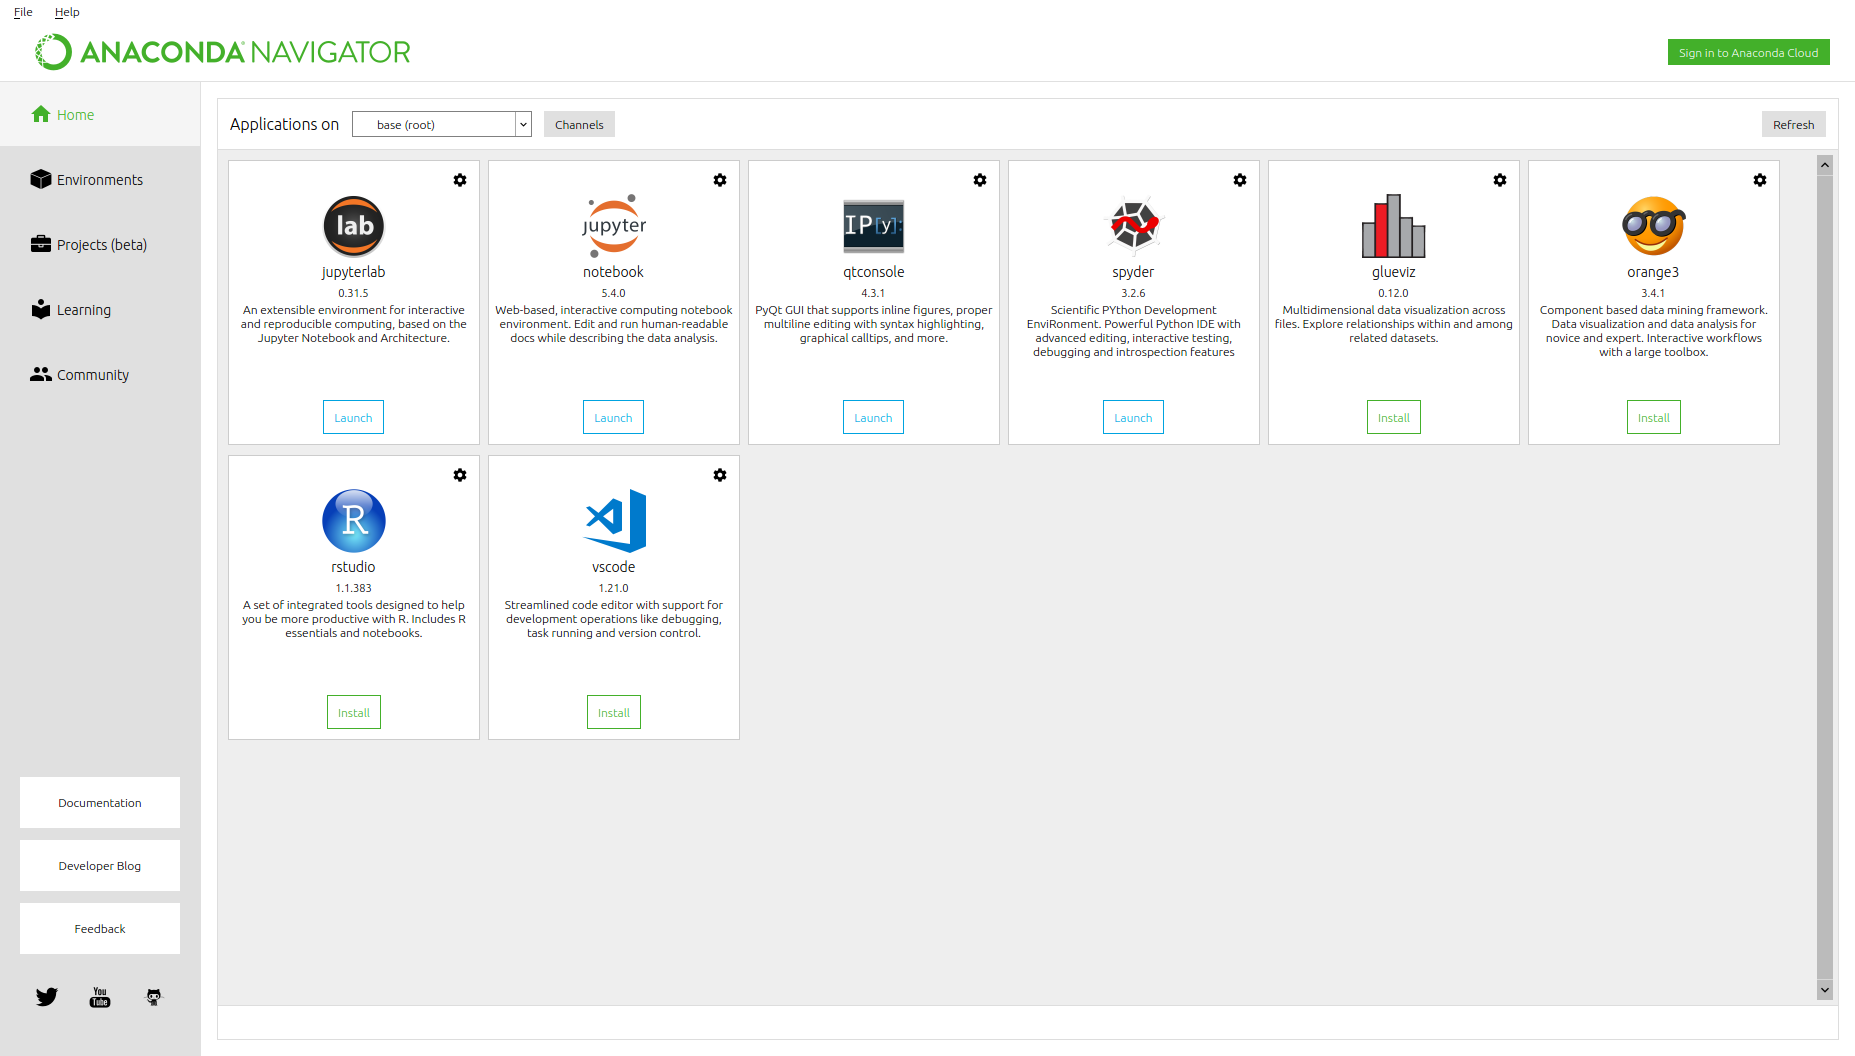 File Help
ANACONDA NAVIGATOR
Sign in to Anaconda Cloud
Home
Environments
Projects (beta)
Learning
Community
Documentation
Developer Blog
Feedback
You
Tube
Applications on base (root) Channels Refresh
lab
jupyterlab
0.31.5
An extensible environment for interactive
and reproducible computing, based on the
Jupyter Notebook and Architecture.
Launch
jupyter
notebook
5.4.0
Web-based, interactive computing notebook
environment. Edit and run human-readable
docs while describing the data analysis.
Launch
IP[y]:
qtconsole
4.3.1
PyQt GUI that supports inline figures, proper
multiline editing with syntax highlighting,
graphical calltips, and more.
Launch
spyder
3.2.6
Scientific PYthon Development
EnviRonment. Powerful Python IDE with
advanced editing, interactive testing,
debugging and introspection features
Launch
glueviz
0.12.0
Multidimensional data visualization across
files. Explore relationships within and among
related datasets.
Install
orange3
3.4.1
Component based data mining framework.
Data visualization and data analysis for
novice and expert. Interactive workflows
with a large toolbox.
Install
R
rstudio
1.1.383
A set of integrated tools designed to help
you be more productive with R. Includes R
essentials and notebooks.
Install
vscode
1.21.0
Streamlined code editor with support for
development operations like debugging,
task running and version control.
Install